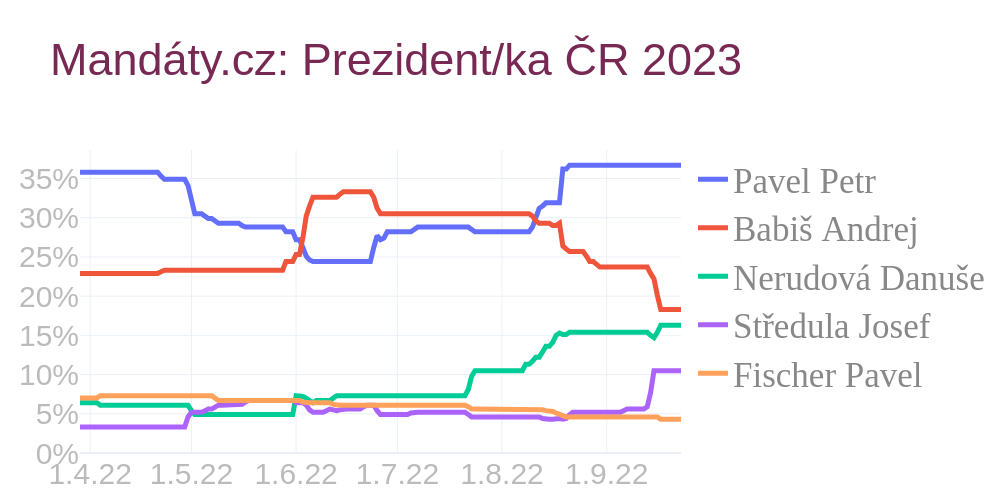 Mandáty.cz: Prezident/ka ČR 2023
35%
30%
25%
20%
15%
10%
5%
0%
1.4.22 1.5.22 1.6.22 1.7.22 1.8.22 1.9.22
Pavel Petr
Babiš Andrej
Nerudová Danuše
Středula Josef
Fischer Pavel